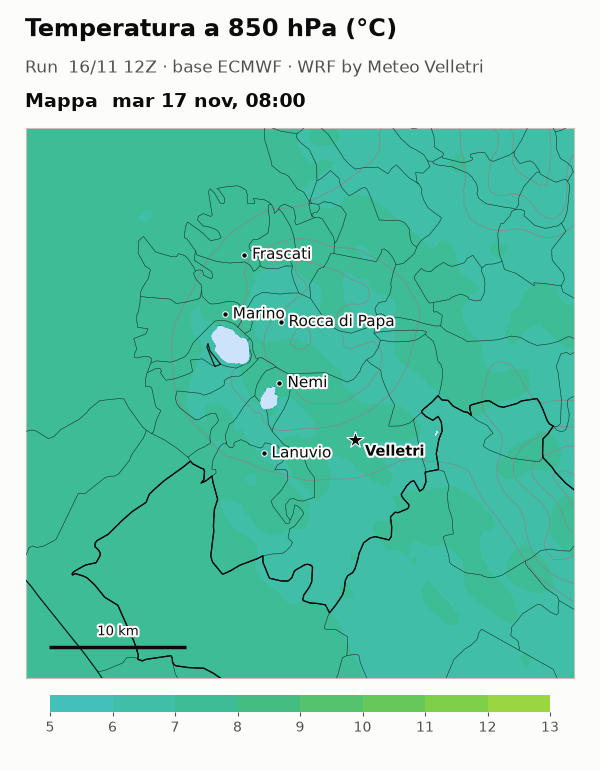 Temperatura a 850 hPa (°C)
Run  16/11 12Z · base ECMWF · WRF by Meteo Velletri
Mappa  mar 17 nov, 08:00
Frascati
Marino
Rocca di Papa
Nemi
Velletri
Lanuvio
10 km
5 6 7 8 9 10 11 12 13